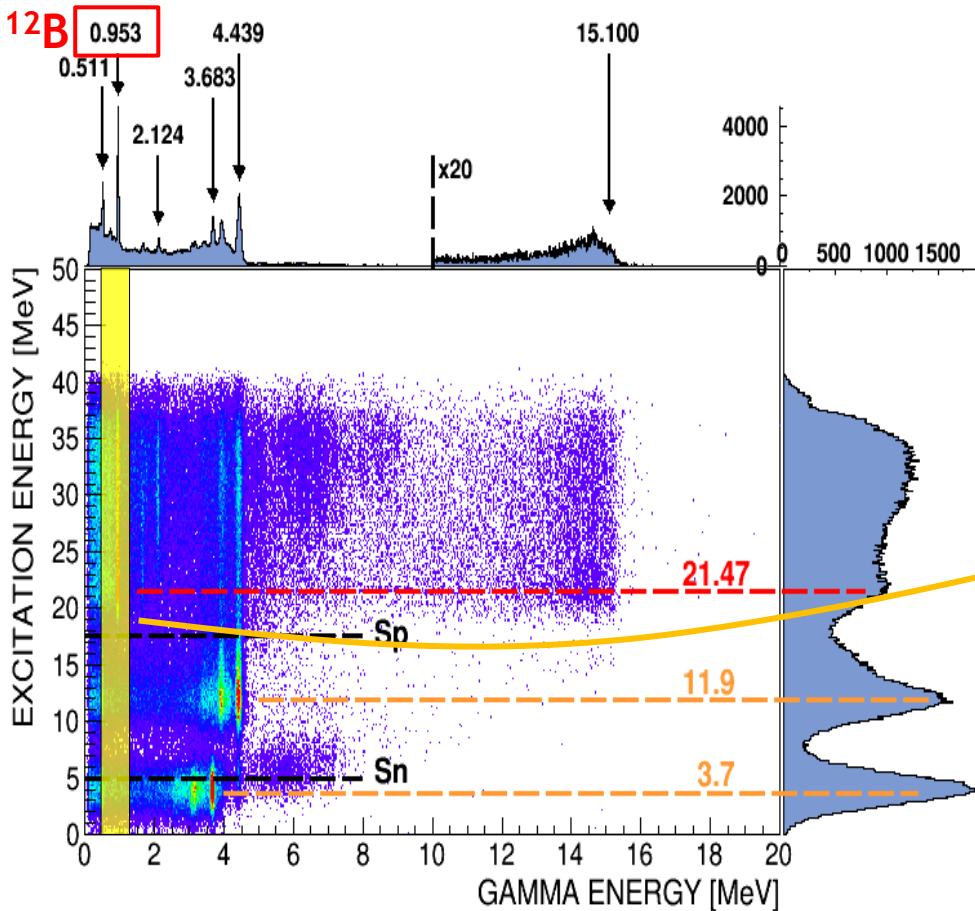 ¹²B 0.953 4.439 15.100
0.511 3.683
2.124
x20
4000
2000
0
0 500 1000 1500
50
45
40
35
30
25
20
15
10
5
0
EXCITATION ENERGY [MeV]
21.47
Sp
11.9
Sn
3.7
0 2 4 6 8 10 12 14 16 18 20
GAMMA ENERGY [MeV]